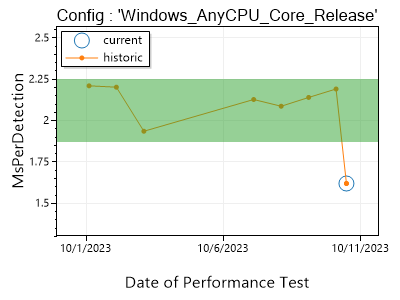 Config : 'Windows_AnyCPU_Core_Release'
current
historic
2.5
2.25
2
1.75
1.5
MsPerDetection
10/1/2023
10/6/2023
10/11/2023
Date of Performance Test